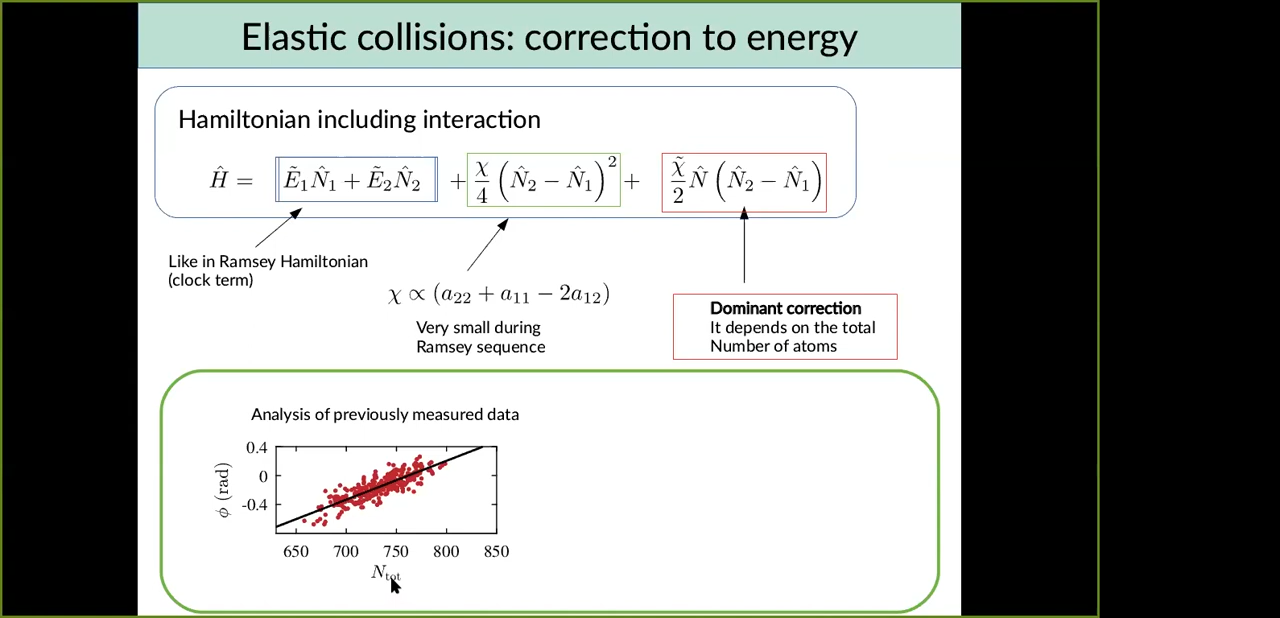 Elastic collisions: correction to energy
Hamiltonian including interaction
Ĥ = Ẽ₁N̂₁ + Ẽ₂N̂₂ + χ/4 (N̂₂ − N̂₁)² + χ̃/2 N̂ (N̂₂ − N̂₁)
Like in Ramsey Hamiltonian
(clock term)
χ ∝ (a₂₂ + a₁₁ − 2a₁₂)
Very small during
Ramsey sequence
Dominant correction
It depends on the total
Number of atoms
Analysis of previously measured data
0.4
0
-0.4
ϕ (rad)
650 700 750 800 850
N_tot